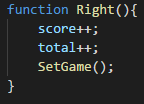 function Right(){
    score++;
    total++;
    SetGame();
}